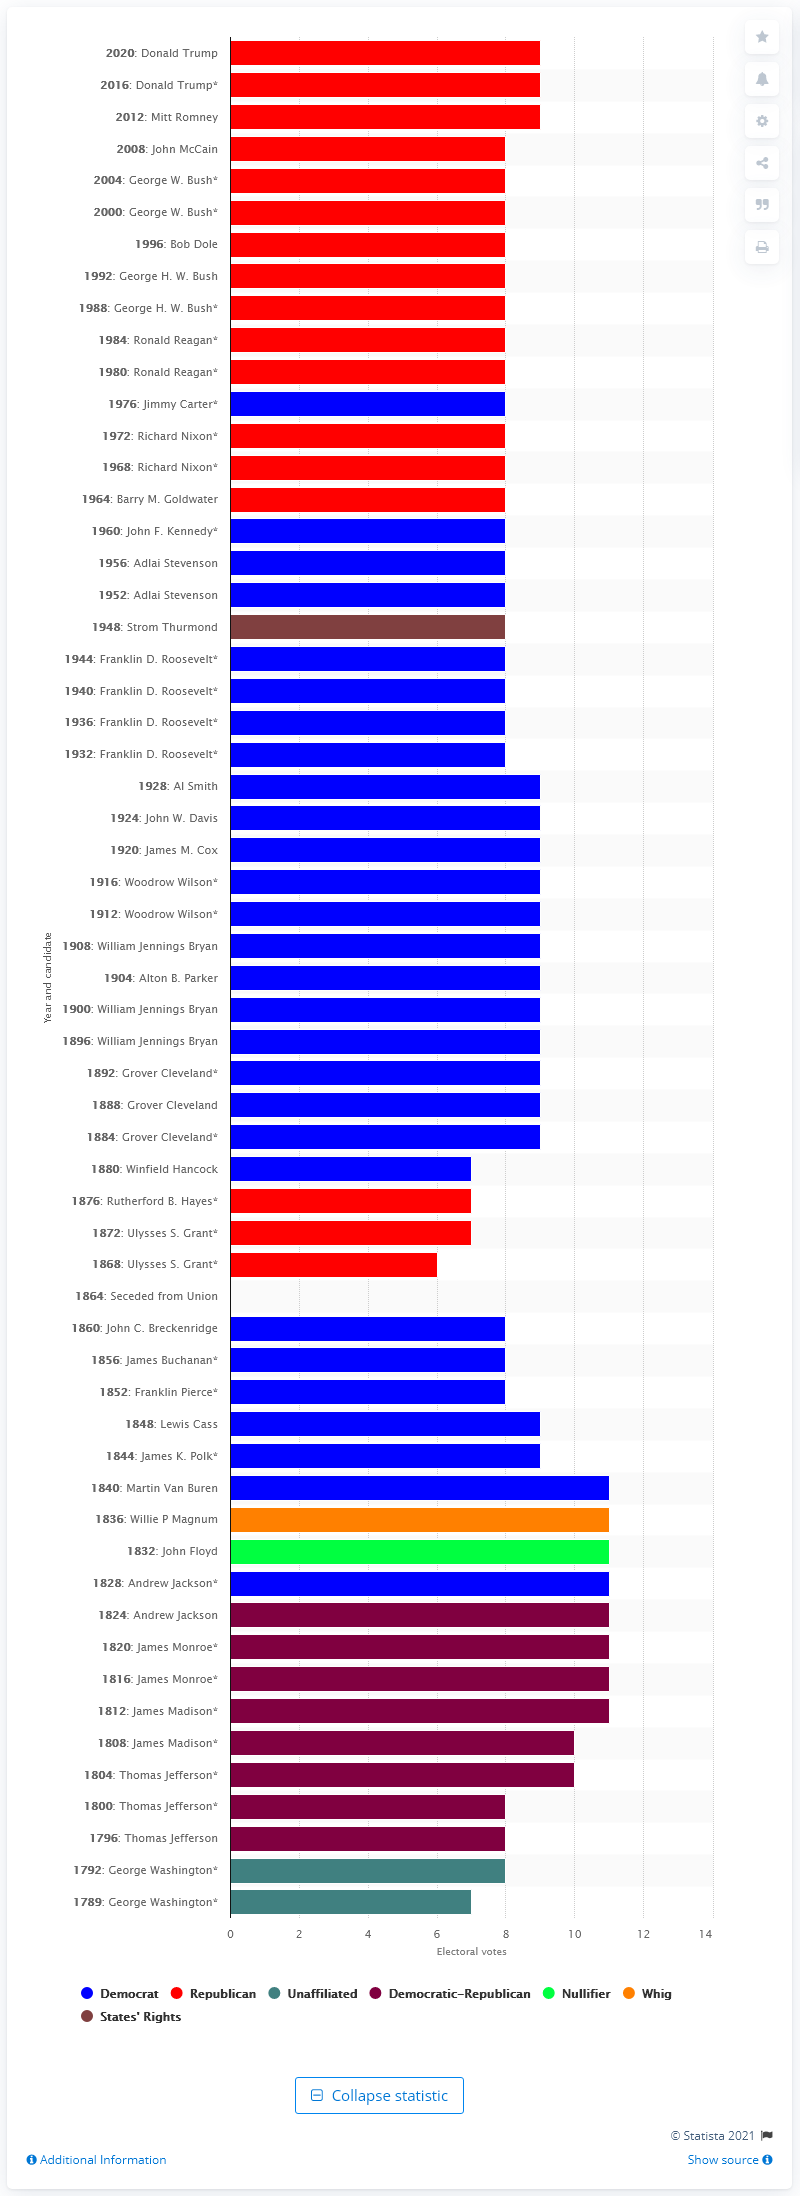 2020: Donald Trump
2016: Donald Trump*
2012: Mitt Romney
2008: John McCain
2004: George W. Bush*
2000: George W. Bush*
1996: Bob Dole
1992: George H. W. Bush
1988: George H. W. Bush*
1984: Ronald Reagan*
1980: Ronald Reagan*
1976: Jimmy Carter*
1972: Richard Nixon*
1968: Richard Nixon*
1964: Barry M. Goldwater
1960: John F. Kennedy*
1956: Adlai Stevenson
1952: Adlai Stevenson
1948: Strom Thurmond
1944: Franklin D. Roosevelt*
1940: Franklin D. Roosevelt*
1936: Franklin D. Roosevelt*
1932: Franklin D. Roosevelt*
1928: Al Smith
1924: John W. Davis
1920: James M. Cox
1916: Woodrow Wilson*
1912: Woodrow Wilson*
1908: William Jennings Bryan
1904: Alton B. Parker
1900: William Jennings Bryan
1896: William Jennings Bryan
1892: Grover Cleveland*
1888: Grover Cleveland
1884: Grover Cleveland*
1880: Winfield Hancock
1876: Rutherford B. Hayes*
1872: Ulysses S. Grant*
1868: Ulysses S. Grant*
1864: Seceded from Union
1860: John C. Breckenridge
1856: James Buchanan*
1852: Franklin Pierce*
1848: Lewis Cass
1844: James K. Polk*
1840: Martin Van Buren
1836: Willie P Magnum
1832: John Floyd
1828: Andrew Jackson*
1824: Andrew Jackson
1820: James Monroe*
1816: James Monroe*
1812: James Madison*
1808: James Madison*
1804: Thomas Jefferson*
1800: Thomas Jefferson*
1796: Thomas Jefferson
1792: George Washington*
1789: George Washington*
Year and candidate
0 2 4 6 8 10 12 14
Electoral votes
Democrat Republican Unaffiliated Democratic-Republican Nullifier Whig
States' Rights
Collapse statistic
© Statista 2021
Additional Information Show source